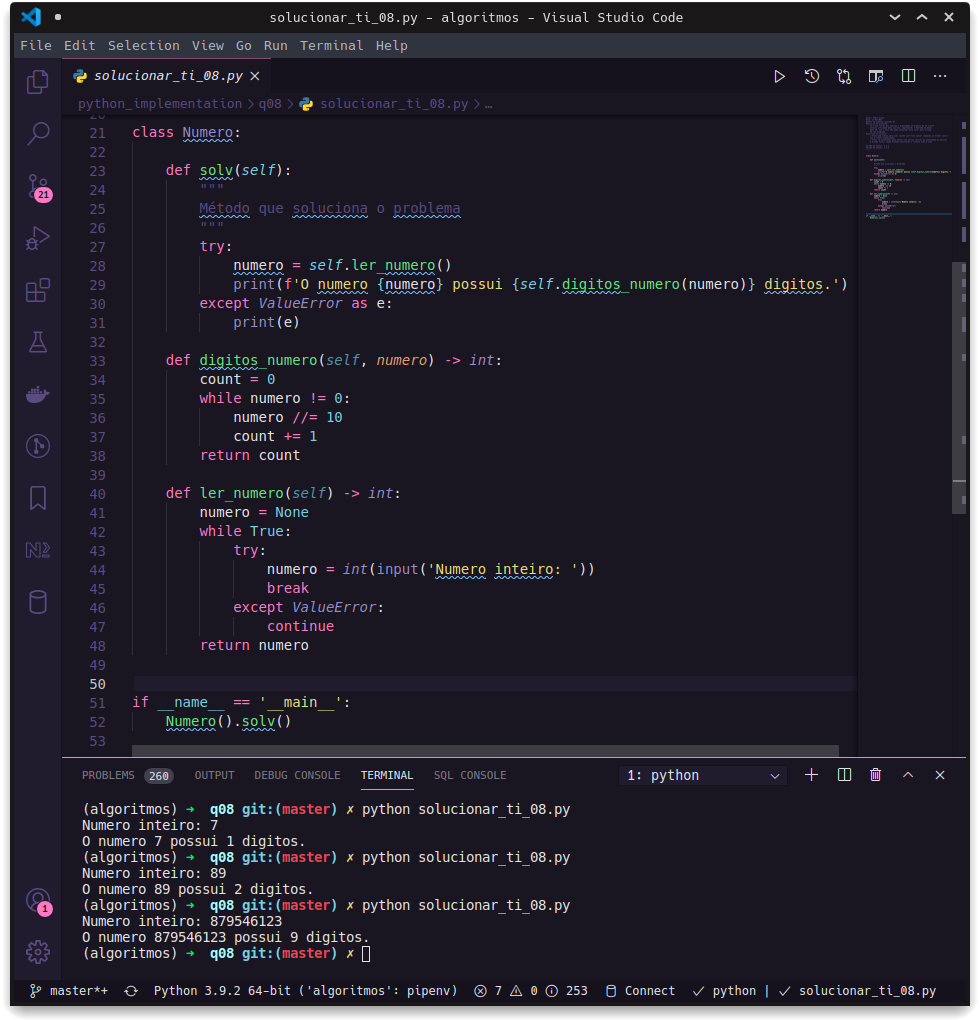 solucionar_ti_08.py - algoritmos - Visual Studio Code
File Edit Selection View Go Run Terminal Help
solucionar_ti_08.py
python_implementation > q08 > solucionar_ti_08.py > …
20
21 class Numero:
22
23     def solv(self):
24         """
25         Método que soluciona o problema
26         """
27         try:
28             numero = self.ler_numero()
29             print(f'O numero {numero} possui {self.digitos_numero(numero)} digitos.')
30         except ValueError as e:
31             print(e)
32
33     def digitos_numero(self, numero) -> int:
34         count = 0
35         while numero != 0:
36             numero //= 10
37             count += 1
38         return count
39
40     def ler_numero(self) -> int:
41         numero = None
42         while True:
43             try:
44                 numero = int(input('Numero inteiro: '))
45                 break
46             except ValueError:
47                 continue
48         return numero
49
50
51 if __name__ == '__main__':
52     Numero().solv()
53
21
PROBLEMS 260 OUTPUT DEBUG CONSOLE TERMINAL SQL CONSOLE 1: python
(algoritmos) ➜ q08 git:(master) ✗ python solucionar_ti_08.py
Numero inteiro: 7
O numero 7 possui 1 digitos.
(algoritmos) ➜ q08 git:(master) ✗ python solucionar_ti_08.py
Numero inteiro: 89
O numero 89 possui 2 digitos.
(algoritmos) ➜ q08 git:(master) ✗ python solucionar_ti_08.py
Numero inteiro: 879546123
O numero 879546123 possui 9 digitos.
(algoritmos) ➜ q08 git:(master) ✗
1
master*+ Python 3.9.2 64-bit ('algoritmos': pipenv) 7 0 253 Connect ✓ python | ✓ solucionar_ti_08.py